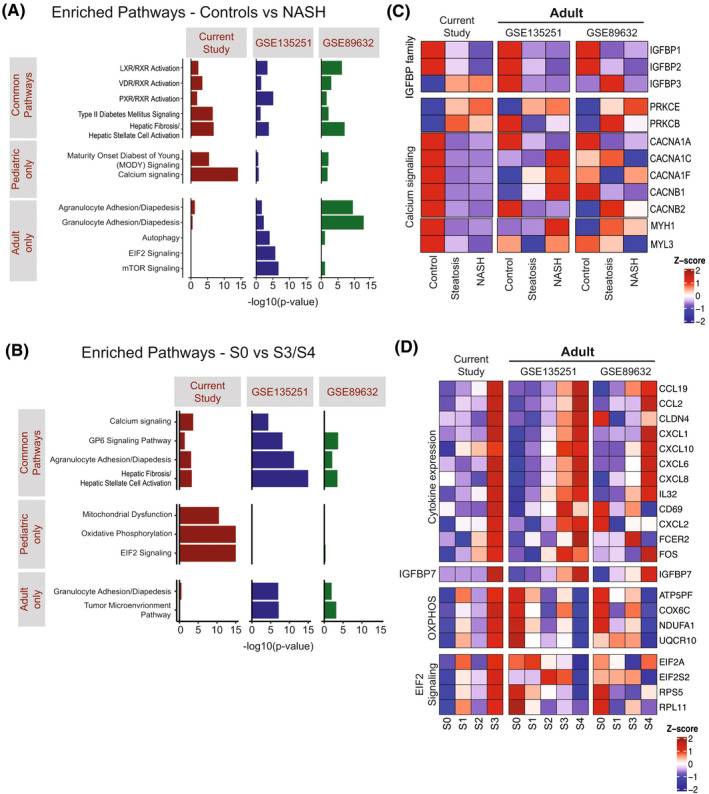 (A) Enriched Pathways - Controls vs NASH
Current Study
GSE135251
GSE89632
Common Pathways
LXR/RXR Activation
VDR/RXR Activation
PXR/RXR Activation
Type II Diabetes Mellitus Signaling
Hepatic Fibrosis/
Hepatic Stellate Cell Activation
Pediatric only
Maturity Onset Diabest of Young
(MODY) Signaling
Calcium signaling
Adult only
Agranulocyte Adhesion/Diapedesis
Granulocyte Adhesion/Diapedesis
Autophagy
EIF2 Signaling
mTOR Signaling
0 5 10 15 0 5 10 15 0 5 10 15
-log10(p-value)
(B) Enriched Pathways - S0 vs S3/S4
Current Study
GSE135251
GSE89632
Common Pathways
Calcium signaling
GP6 Signaling Pathway
Agranulocyte Adhesion/Diapedesis
Hepatic Fibrosis/
Hepatic Stellate Cell Activation
Pediatric only
Mitochondrial Dysfunction
Oxidative Phosphorylation
EIF2 Signaling
Adult only
Granulocyte Adhesion/Diapedesis
Tumor Microenvrionment
Pathway
0 5 10 15 0 5 10 15 0 5 10 15
-log10(p-value)
(C)
Current Study
Adult
GSE135251
GSE89632
IGFBP family
IGFBP1
IGFBP2
IGFBP3
Calcium signaling
PRKCE
PRKCB
CACNA1A
CACNA1C
CACNA1F
CACNB1
CACNB2
MYH1
MYL3
Control Steatosis NASH Control Steatosis NASH Control Steatosis NASH
Z-score
2
1
0
-1
-2
(D)
Current Study
Adult
GSE135251
GSE89632
Cytokine expression
CCL19
CCL2
CLDN4
CXCL1
CXCL10
CXCL6
CXCL8
IL32
CD69
CXCL2
FCER2
FOS
IGFBP7
IGFBP7
OXPHOS
ATP5PF
COX6C
NDUFA1
UQCR10
EIF2 Signaling
EIF2A
EIF2S2
RPS5
RPL11
S0 S1 S2 S3 S0 S1 S2 S3 S4 S0 S1 S3 S4
Z-score
2
1
0
-1
-2